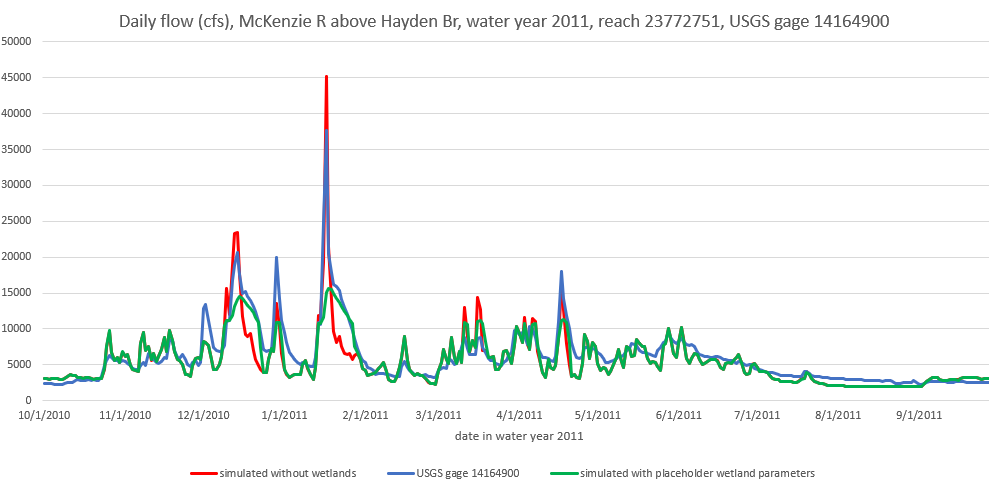 Daily flow (cfs), McKenzie R above Hayden Br, water year 2011, reach 23772751, USGS gage 14164900
50000
45000
40000
35000
30000
25000
20000
15000
10000
5000
0
10/1/2010 11/1/2010 12/1/2010 1/1/2011 2/1/2011 3/1/2011 4/1/2011 5/1/2011 6/1/2011 7/1/2011 8/1/2011 9/1/2011
date in water year 2011
simulated without wetlands USGS gage 14164900 simulated with placeholder wetland parameters